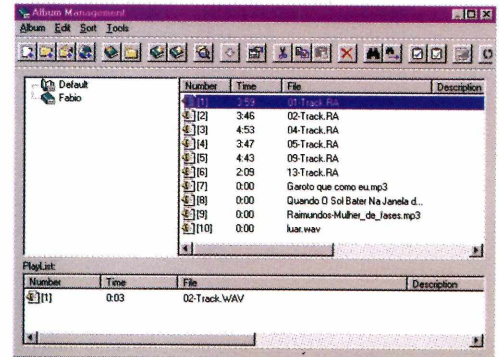 Album Management
Album Edit Sort Tools
Default
Fabio
Number Time File Description
[1] 3:59 01-Track.RA
[2] 3:46 02-Track.RA
[3] 4:53 04-Track.RA
[4] 3:47 05-Track.RA
[5] 4:43 09-Track.RA
[6] 2:09 13-Track.RA
[7] 0:00 Garoto que como eu.mp3
[8] 0:00 Quando O Sol Bater Na Janela d...
[9] 0:00 Raimundos-Mulher_de_fases.mp3
[10] 0:00 luar.wav
PlayList:
Number Time File Description
[1] 0:03 02-Track.WAV